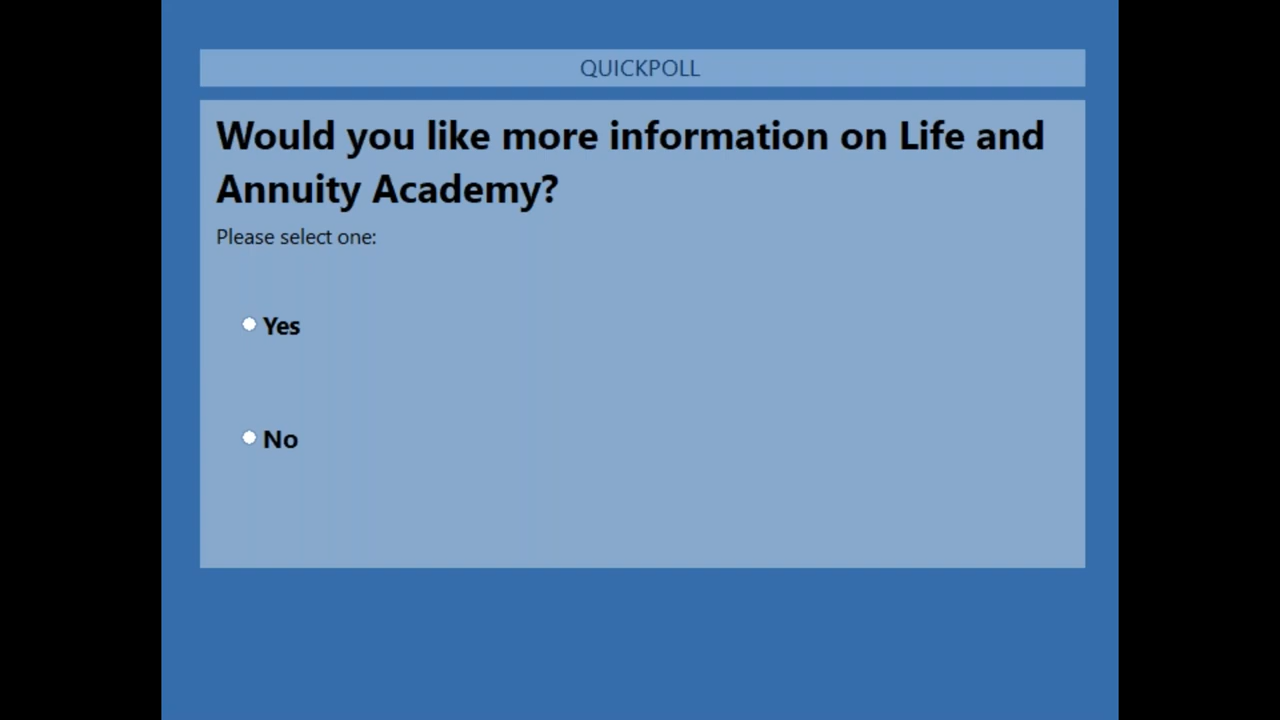 QUICKPOLL
Would you like more information on Life and
Annuity Academy?
Please select one:
Yes
No